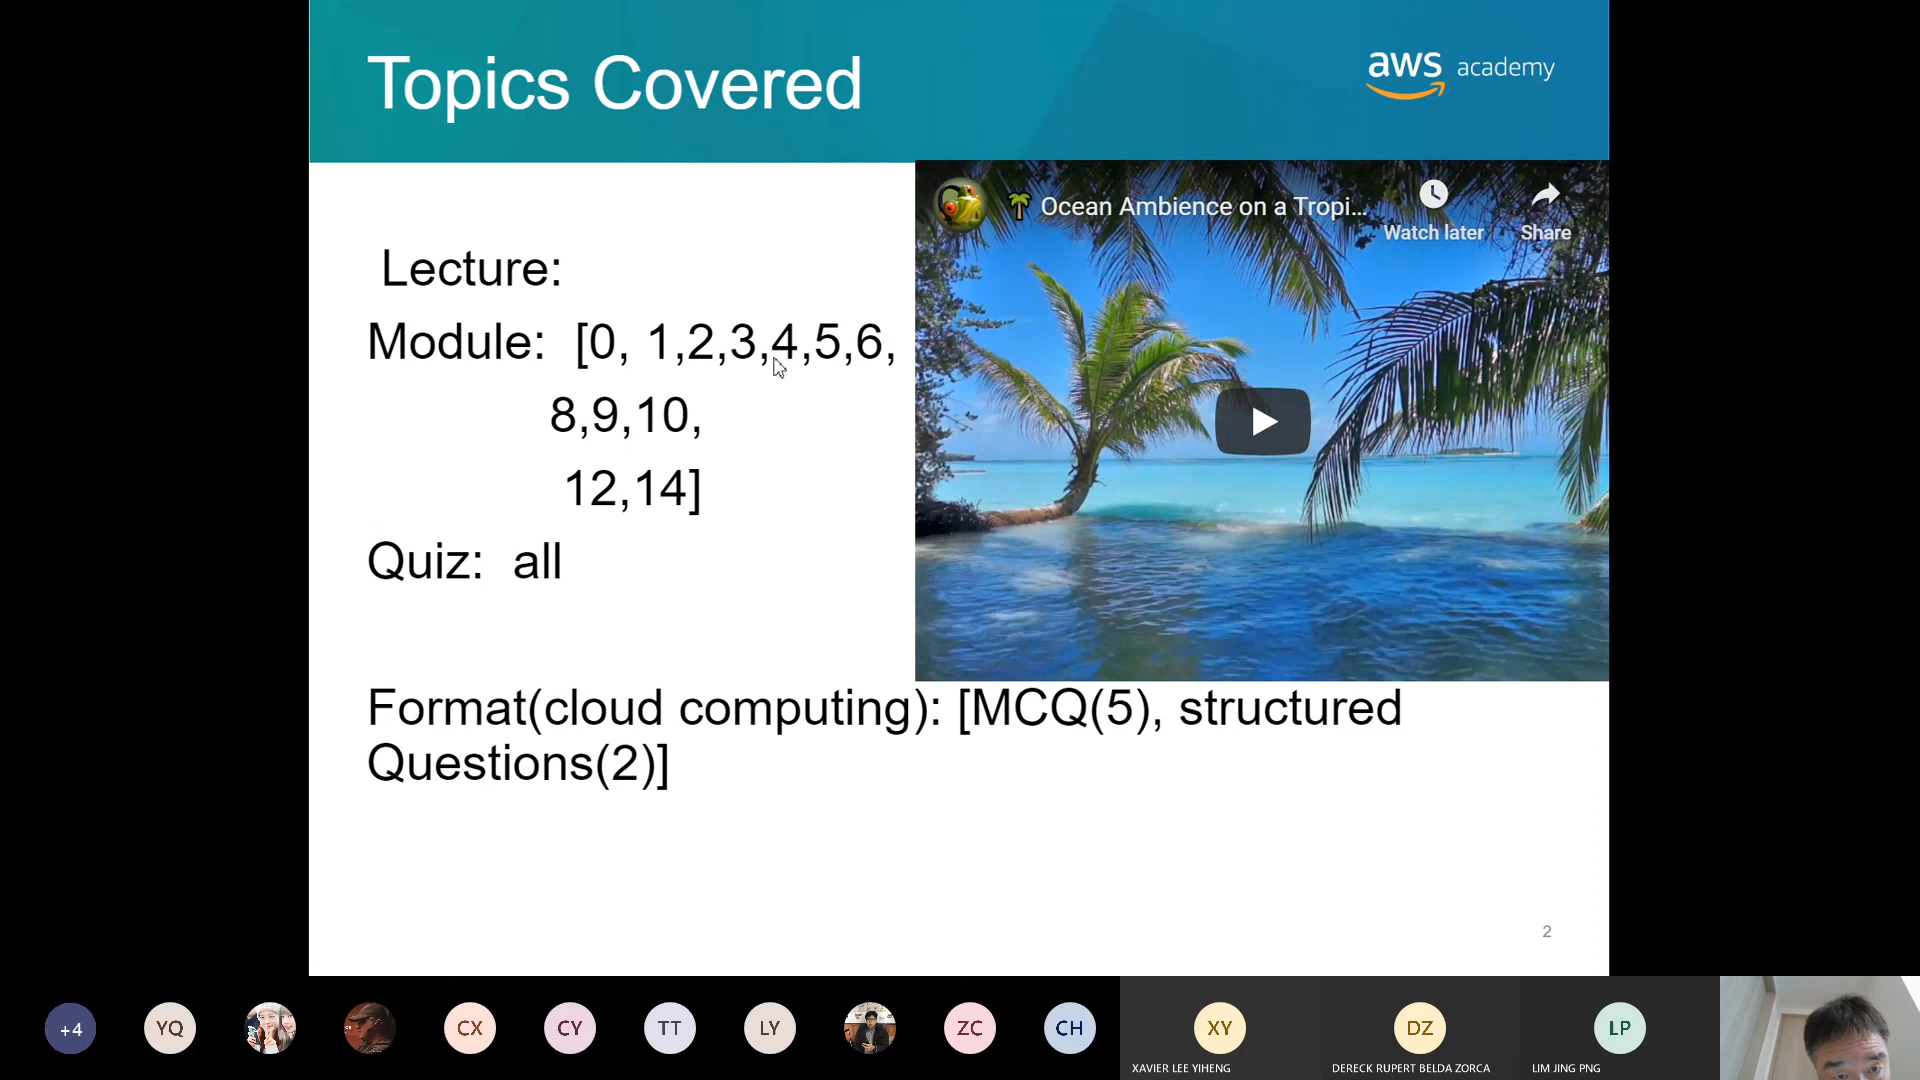 Topics Covered
aws academy
Ocean Ambience on a Tropi...
Watch later
Share
Lecture:
Module: [0, 1,2,3,4,5,6,
8,9,10,
12,14]
Quiz: all
Format(cloud computing): [MCQ(5), structured
Questions(2)]
2
+4
YQ
CX
CY
TT
LY
ZC
CH
XY
XAVIER LEE YIHENG
DZ
DERECK RUPERT BELDA ZORCA
LP
LIM JING PNG